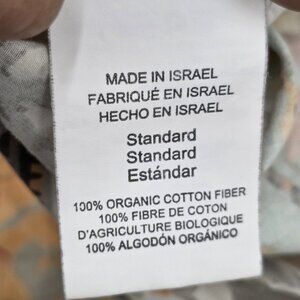 MADE IN ISRAEL
FABRIQUÉ EN ISRAEL
HECHO EN ISRAEL
Standard
Standard
Estándar
100% ORGANIC COTTON FIBER
100% FIBRE DE COTON
D'AGRICULTURE BIOLOGIQUE
100% ALGODÓN ORGÁNICO